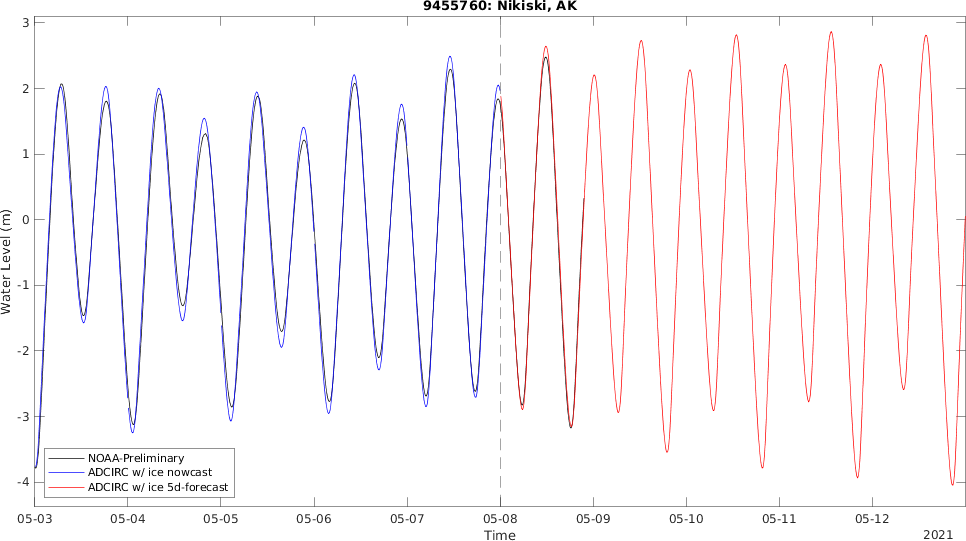 9455760: Nikiski, AK
3
2
1
0
-1
-2
-3
-4
Water Level (m)
NOAA-Preliminary
ADCIRC w/ ice nowcast
ADCIRC w/ ice 5d-forecast
05-03 05-04 05-05 05-06 05-07 05-08 05-09 05-10 05-11 05-12
Time
2021